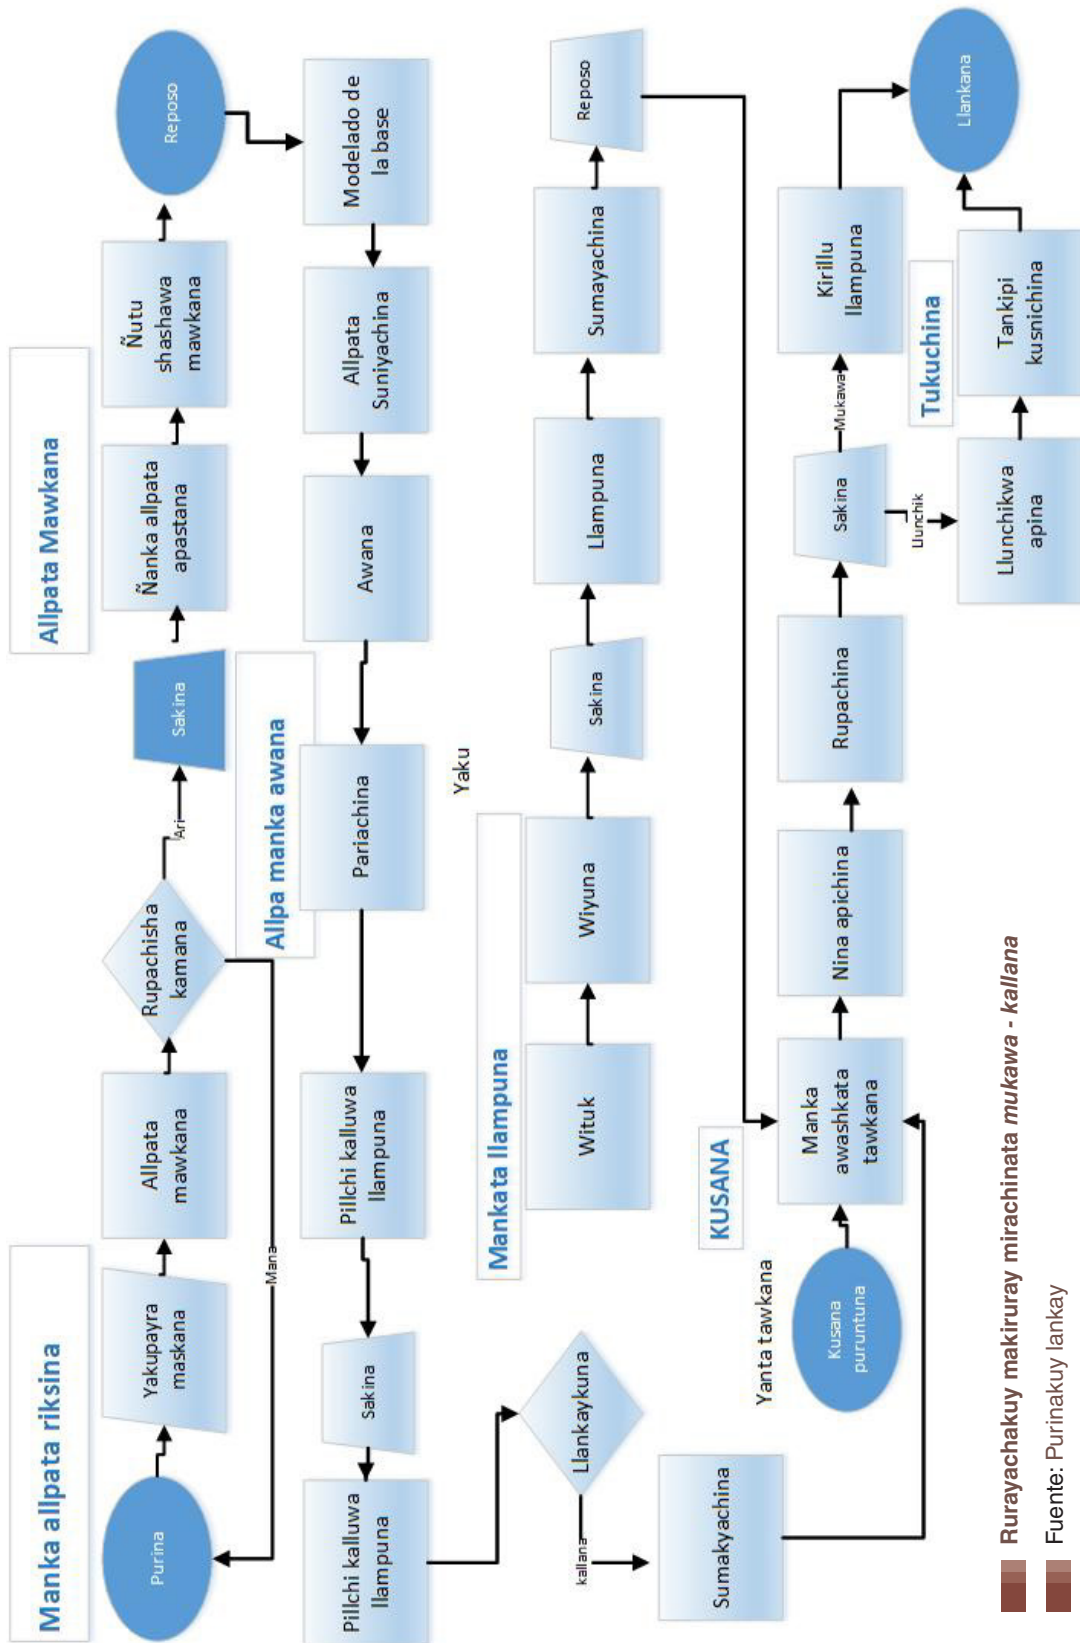 Manka allpata riksina
Allpata Mawkana
Purina
Yakupayra
maskana
Allpata
mawkana
Rupachisha
kamana
Ari
Mana
Sakina
Ñanka allpata
apastana
Ñutu
shashawa
mawkana
Reposo
Allpa manka awana
Modelado de
la base
Allpata
Suniyachina
Awana
Pariachina
Yaku
Pillchi kalluwa
llampuna
Sakina
Pillchi kalluwa
llampuna
Llankaykuna
kallana
Sumakyachina
Mankata llampuna
Wituk
Wiyuna
Sakina
Llampuna
Sumayachina
Reposo
KUSANA
Yanta tawkana
Kusana
puruntuna
Manka
awashkata
tawkana
Nina apichina
Rupachina
Sakina
Mukawa
Llunchik
Kirillu
llampuna
Tukuchina
Llunchikwa
apina
Tankipi
kusnichina
Llankana
Rurayachakuy makiruray mirachinata mukawa - kallana
Fuente: Purinakuy lankay